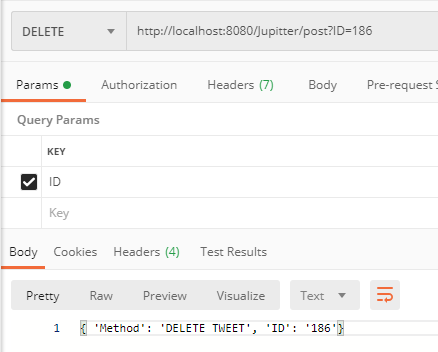 DELETE http://localhost:8080/Jupitter/post?ID=186
Params Authorization Headers (7) Body Pre-request S
Query Params
KEY
ID
Key
Body Cookies Headers (4) Test Results
Pretty Raw Preview Visualize Text
1 { 'Method': 'DELETE TWEET', 'ID': '186'}